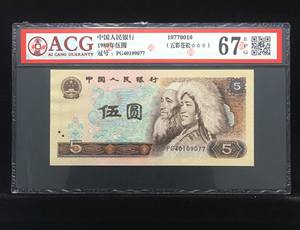 ACG
AI CANG GUARANTY
中国人民银行
1980年伍圆
冠号：PG40109077
10770010
（五彩苍松☆☆☆）
67 EPQ
中国人民银行
5
伍圆
PG40109077
5
5